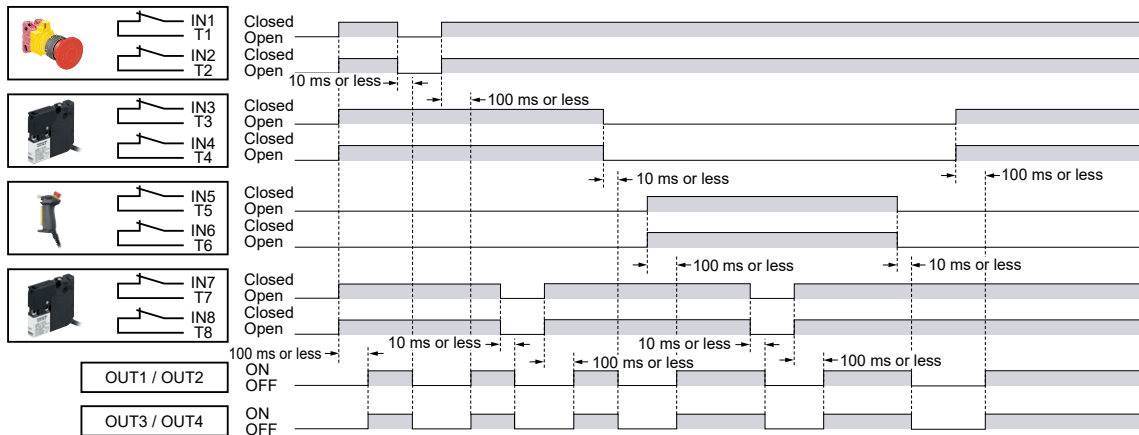 IN1 Closed
T1 Open
IN2 Closed
T2 Open
10 ms or less
100 ms or less
IN3 Closed
T3 Open
IN4 Closed
T4 Open
10 ms or less
100 ms or less
IN5 Closed
T5 Open
IN6 Closed
T6 Open
100 ms or less
10 ms or less
IN7 Closed
T7 Open
IN8 Closed
T8 Open
100 ms or less
10 ms or less
100 ms or less
10 ms or less
100 ms or less
OUT1 / OUT2 ON
OFF
OUT3 / OUT4 ON
OFF